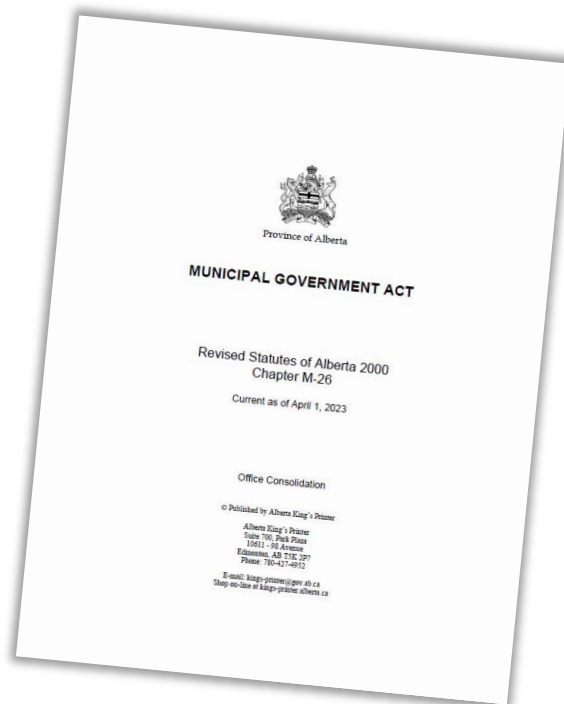 Province of Alberta
MUNICIPAL GOVERNMENT ACT
Revised Statutes of Alberta 2000
Chapter M-26
Current as of April 1, 2023
Office Consolidation
© Published by Alberta King's Printer
Alberta King's Printer
Suite 700, Park Plaza
10611 - 98 Avenue
Edmonton, AB T5K 2P7
Phone: 780-427-4952
E-mail: kings-printer@gov.ab.ca
Shop on-line at kings-printer.alberta.ca